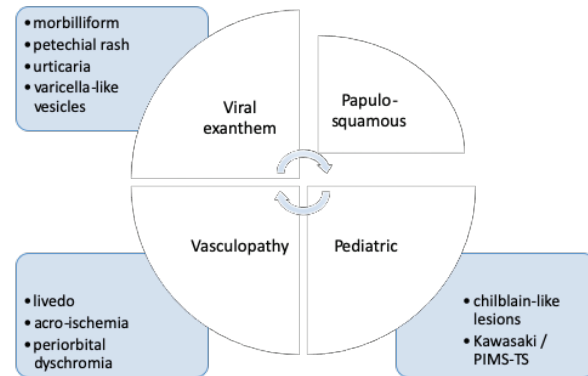 • morbilliform
• petechial rash
• urticaria
• varicella-like
vesicles
Viral
exanthem
Papulo-
squamous
Vasculopathy
Pediatric
• livedo
• acro-ischemia
• periorbital
dyschromia
• chilblain-like
lesions
• Kawasaki /
PIMS-TS